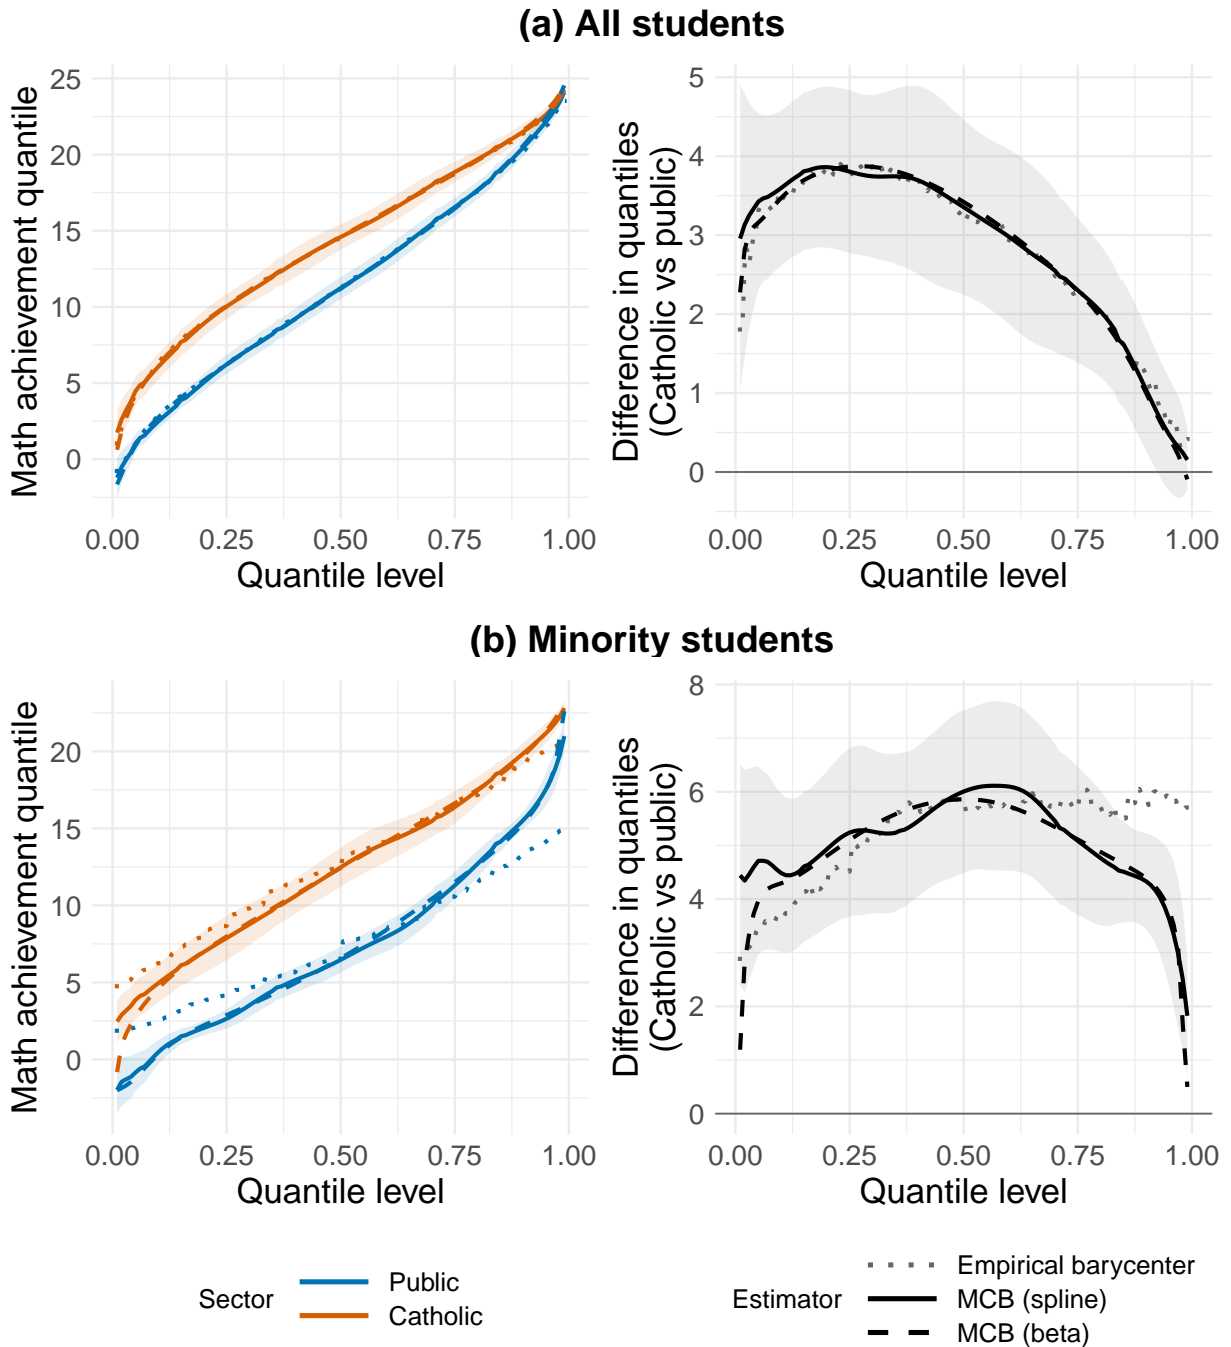 (a) All students
Math achievement quantile
25
20
15
10
5
0
0.00 0.25 0.50 0.75 1.00
Quantile level
Difference in quantiles
(Catholic vs public)
5
4
3
2
1
0
0.00 0.25 0.50 0.75 1.00
Quantile level
(b) Minority students
Math achievement quantile
20
15
10
5
0
0.00 0.25 0.50 0.75 1.00
Quantile level
Difference in quantiles
(Catholic vs public)
8
6
4
2
0
0.00 0.25 0.50 0.75 1.00
Quantile level
Sector
Public
Catholic
Estimator
Empirical barycenter
MCB (spline)
MCB (beta)